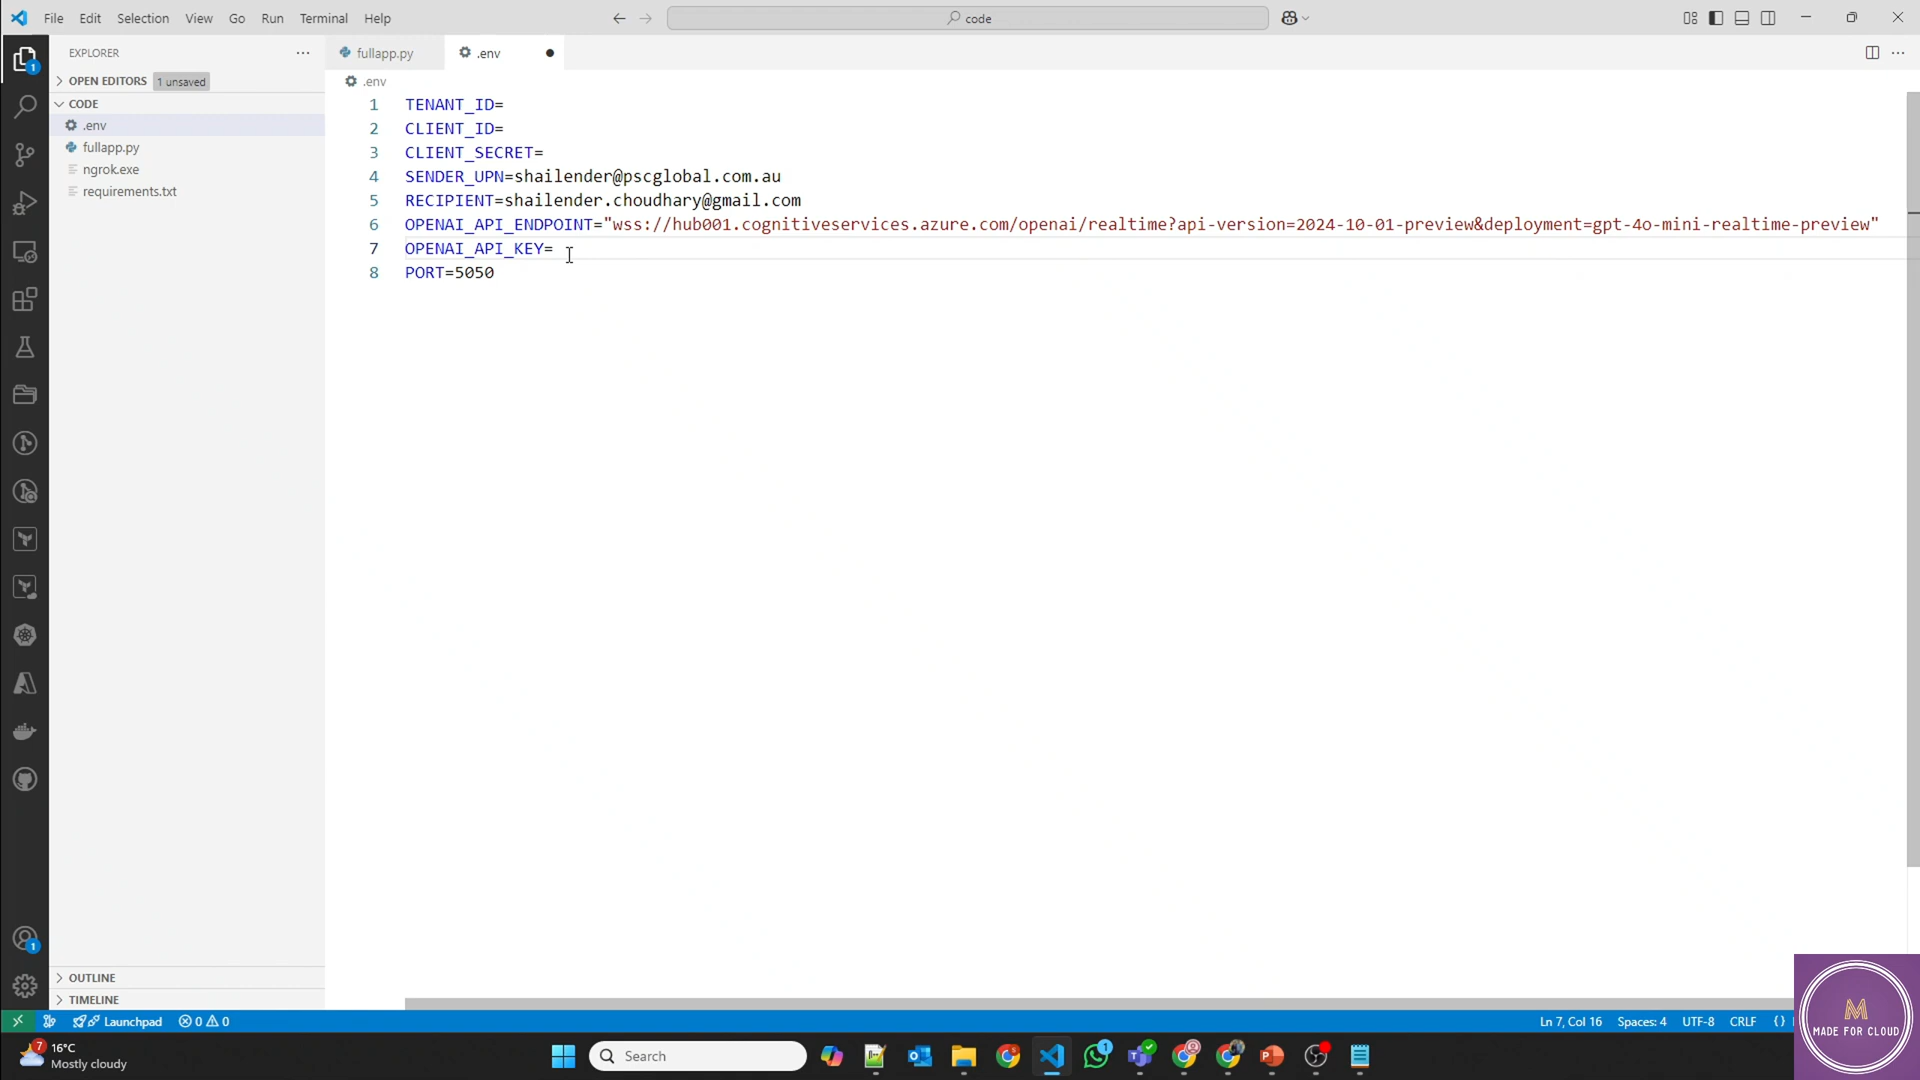 File Edit Selection View Go Run Terminal Help
code
EXPLORER
OPEN EDITORS 1 unsaved
CODE
.env
fullapp.py
ngrok.exe
requirements.txt
OUTLINE
TIMELINE
fullapp.py
.env
.env
1 TENANT_ID=
2 CLIENT_ID=
3 CLIENT_SECRET=
4 SENDER_UPN=shailender@pscglobal.com.au
5 RECIPIENT=shailender.choudhary@gmail.com
6 OPENAI_API_ENDPOINT="wss://hub001.cognitiveservices.azure.com/openai/realtime?api-version=2024-10-01-preview&deployment=gpt-4o-mini-realtime-preview"
7 OPENAI_API_KEY=
8 PORT=5050
1
1
Launchpad 0 0
Ln 7, Col 16 Spaces: 4 UTF-8 CRLF {}
7
16°C
Mostly cloudy
Search
1
M
MADE FOR CLOUD